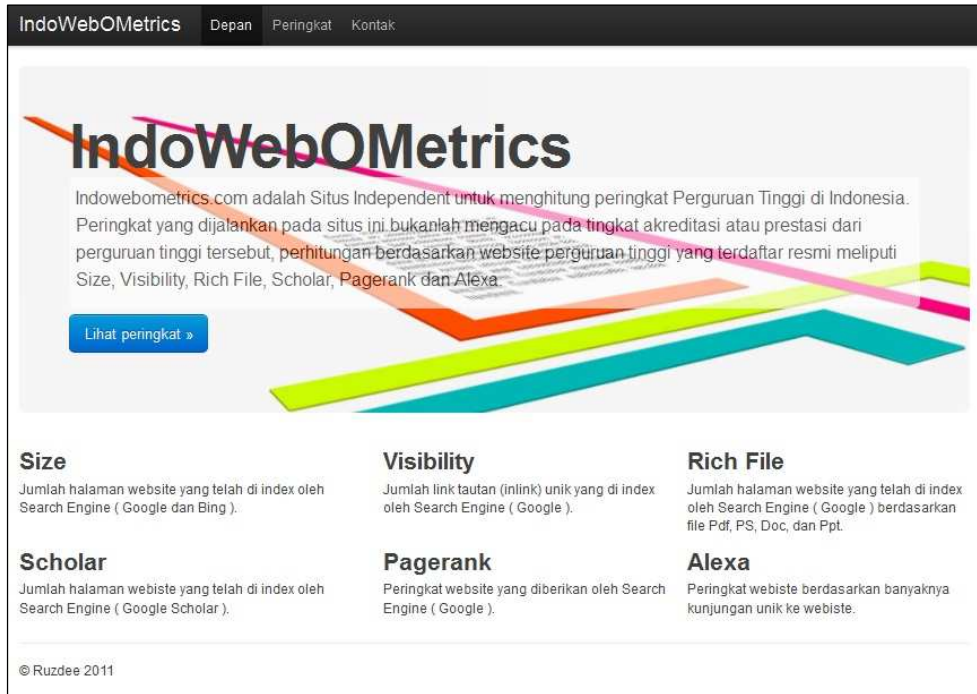 IndoWebOMetrics Depan Peringkat Kontak
IndoWebOMetrics
Indowebometrics.com adalah Situs Independent untuk menghitung peringkat Perguruan Tinggi di Indonesia.
Peringkat yang dijalankan pada situs ini bukanlah mengacu pada tingkat akreditasi atau prestasi dari
perguruan tinggi tersebut, perhitungan berdasarkan website perguruan tinggi yang terdaftar resmi meliputi
Size, Visibility, Rich File, Scholar, Pagerank dan Alexa.
Lihat peringkat »
Size
Jumlah halaman website yang telah di index oleh
Search Engine ( Google dan Bing ).
Visibility
Jumlah link tautan (inlink) unik yang di index
oleh Search Engine ( Google ).
Rich File
Jumlah halaman website yang telah di index
oleh Search Engine ( Google ) berdasarkan
file Pdf, PS, Doc, dan Ppt.
Scholar
Jumlah halaman webiste yang telah di index oleh
Search Engine ( Google Scholar ).
Pagerank
Peringkat website yang diberikan oleh Search
Engine ( Google ).
Alexa
Peringkat webiste berdasarkan banyaknya
kunjungan unik ke webiste.
© Ruzdee 2011